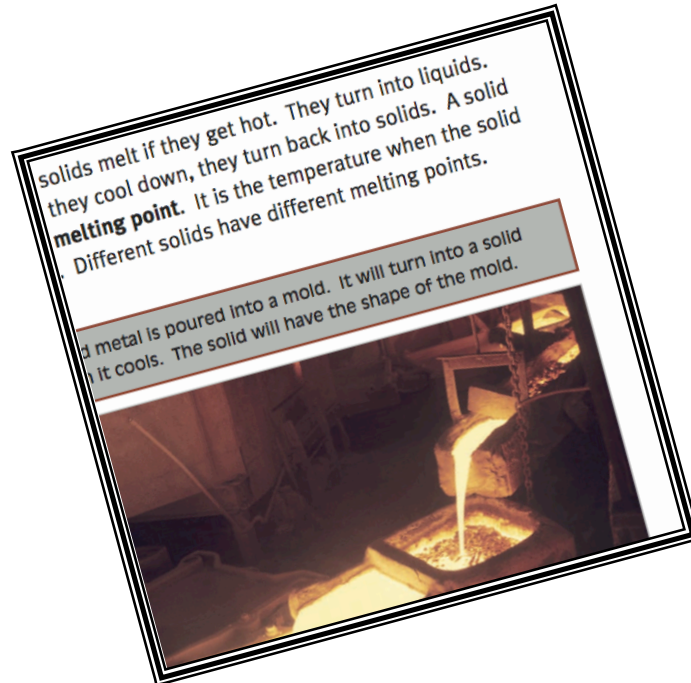 solids melt if they get hot. They turn into liquids.
they cool down, they turn back into solids. A solid
melting point. It is the temperature when the solid
. Different solids have different melting points.
metal is poured into a mold. It will turn into a solid
it cools. The solid will have the shape of the mold.